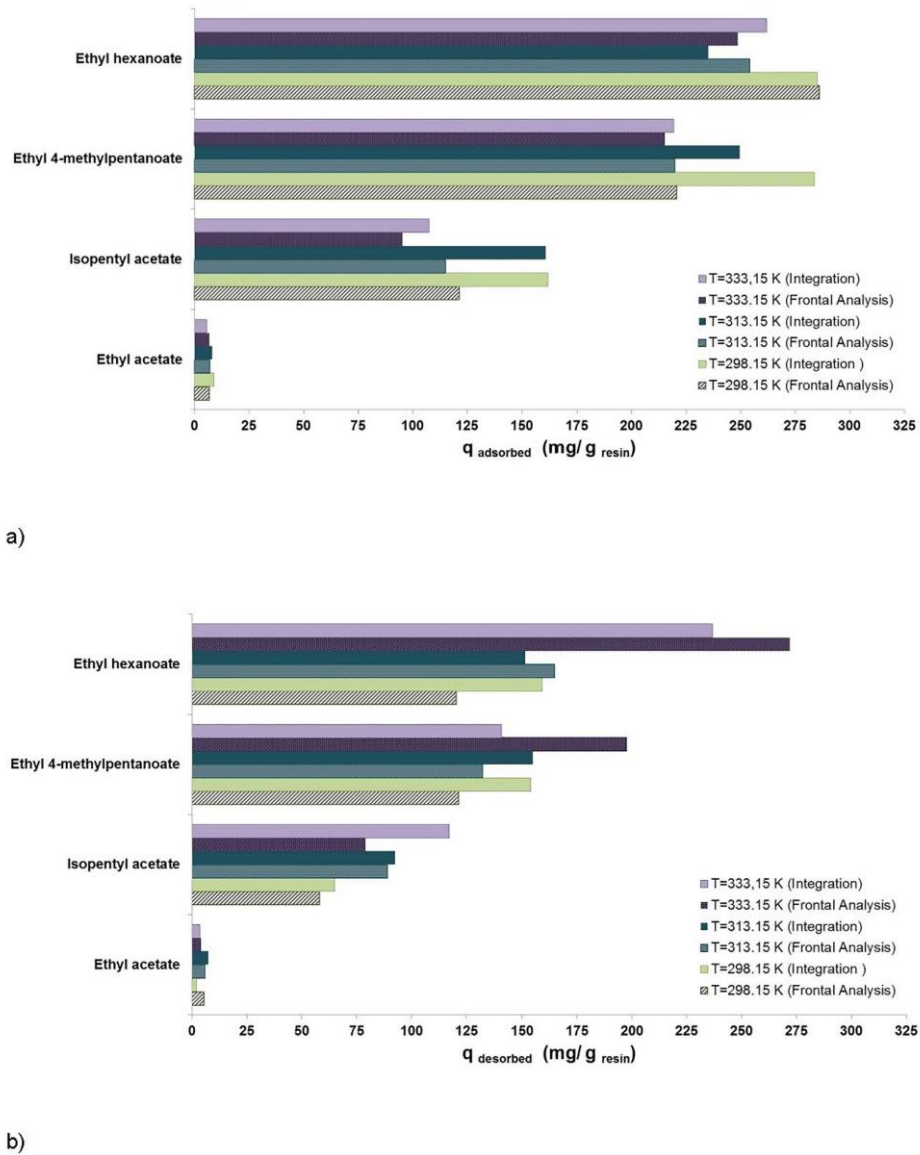 Ethyl hexanoate
Ethyl 4-methylpentanoate
Isopentyl acetate
Ethyl acetate
T=333,15 K (Integration)
T=333.15 K (Frontal Analysis)
T=313.15 K (Integration)
T=313.15 K (Frontal Analysis)
T=298.15 K (Integration )
T=298.15 K (Frontal Analysis)
0 25 50 75 100 125 150 175 200 225 250 275 300 325
q adsorbed (mg/ g resin)
a)
Ethyl hexanoate
Ethyl 4-methylpentanoate
Isopentyl acetate
Ethyl acetate
T=333,15 K (Integration)
T=333.15 K (Frontal Analysis)
T=313.15 K (Integration)
T=313.15 K (Frontal Analysis)
T=298.15 K (Integration )
T=298.15 K (Frontal Analysis)
0 25 50 75 100 125 150 175 200 225 250 275 300 325
q desorbed (mg/ g resin)
b)